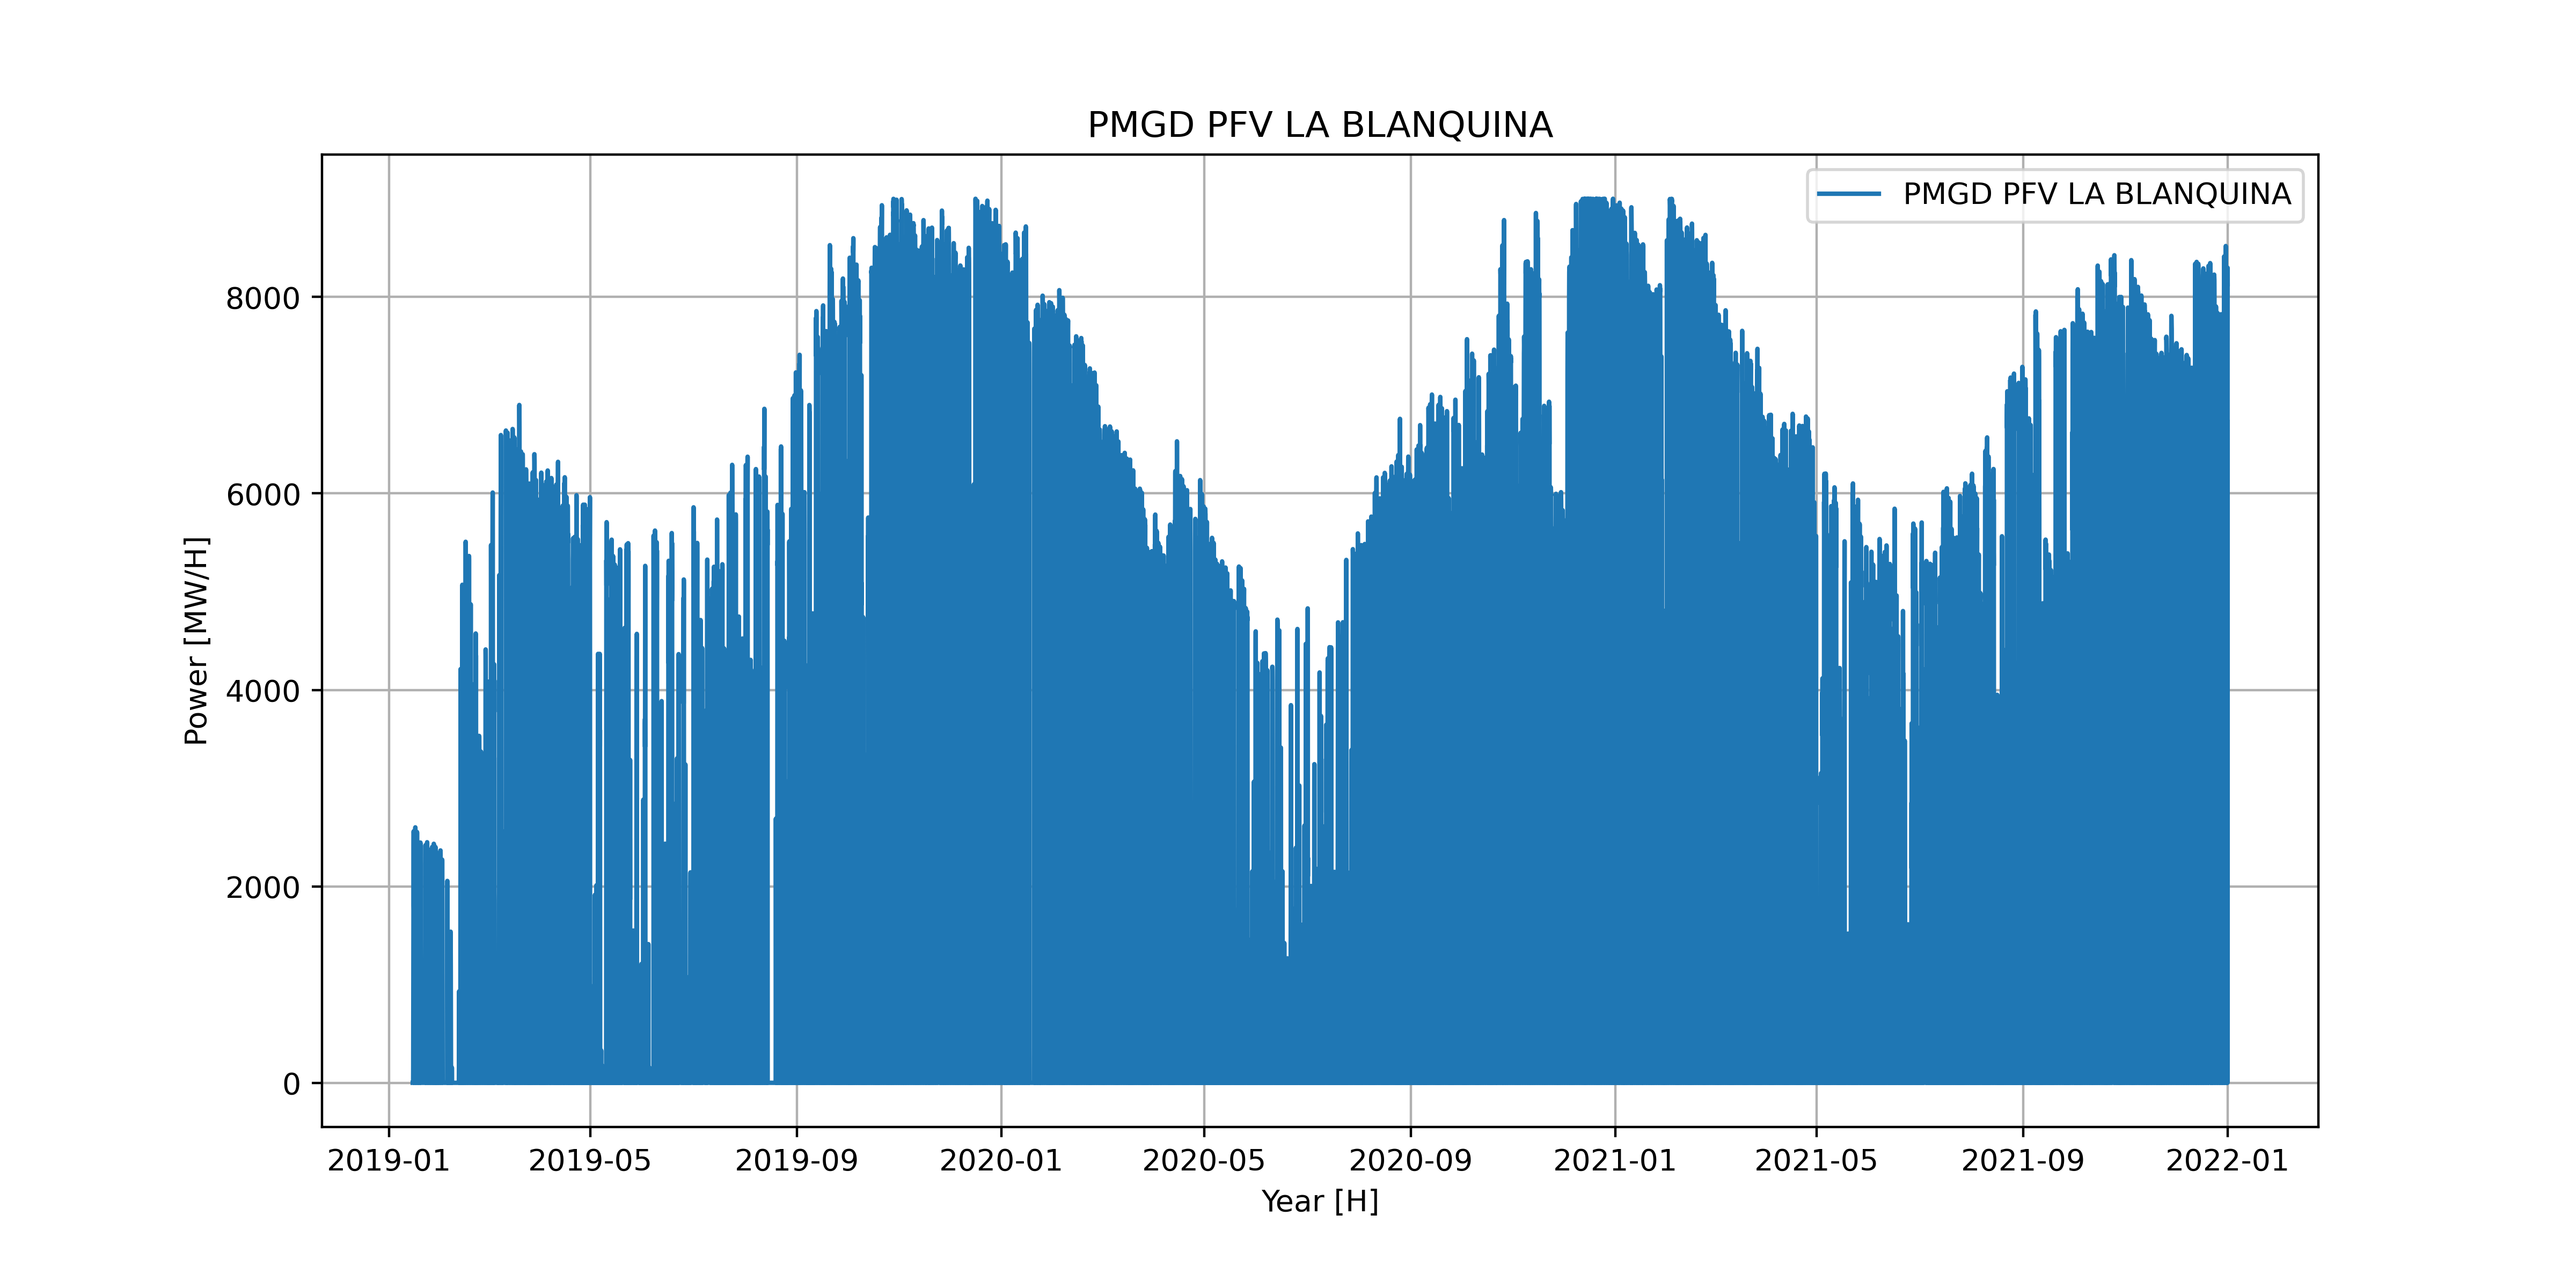 PMGD PFV LA BLANQUINA
PMGD PFV LA BLANQUINA
Power [MW/H]
8000
6000
4000
2000
0
2019-01 2019-05 2019-09 2020-01 2020-05 2020-09 2021-01 2021-05 2021-09 2022-01
Year [H]